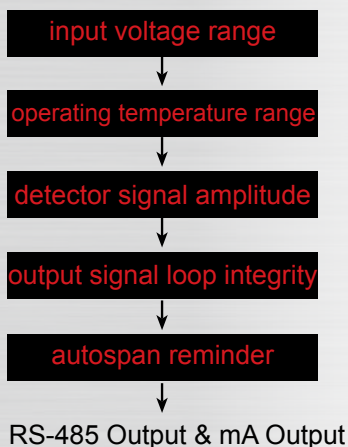 input voltage range
operating temperature range
detector signal amplitude
output signal loop integrity
autospan reminder
RS-485 Output & mA Output